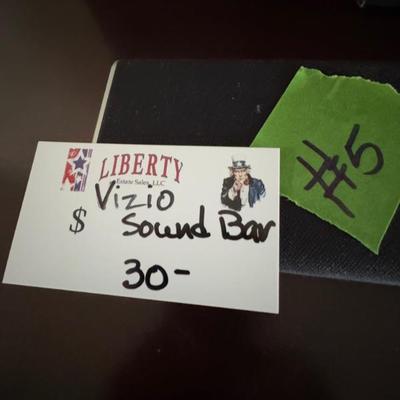 LIBERTY
Estate Sales, LLC
Vizio
$ Sound Bar
30-
#5